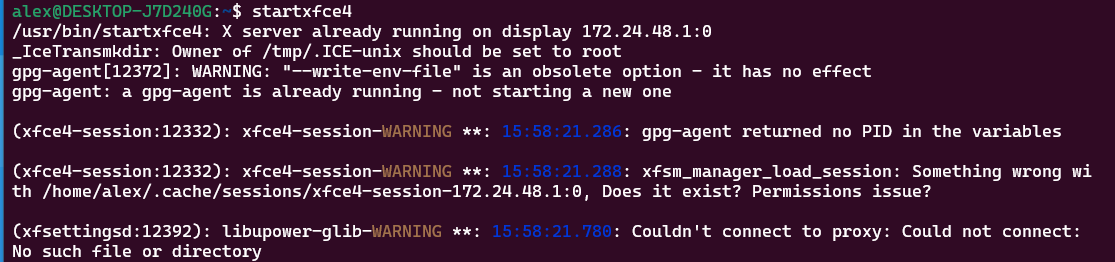 alex@DESKTOP-J7D240G:~$ startxfce4
/usr/bin/startxfce4: X server already running on display 172.24.48.1:0
_IceTransmkdir: Owner of /tmp/.ICE-unix should be set to root
gpg-agent[12372]: WARNING: "--write-env-file" is an obsolete option - it has no effect
gpg-agent: a gpg-agent is already running - not starting a new one
(xfce4-session:12332): xfce4-session-WARNING **: 15:58:21.286: gpg-agent returned no PID in the variables
(xfce4-session:12332): xfce4-session-WARNING **: 15:58:21.288: xfsm_manager_load_session: Something wrong wi
th /home/alex/.cache/sessions/xfce4-session-172.24.48.1:0, Does it exist? Permissions issue?
(xfsettingsd:12392): libupower-glib-WARNING **: 15:58:21.780: Couldn't connect to proxy: Could not connect:
No such file or directory